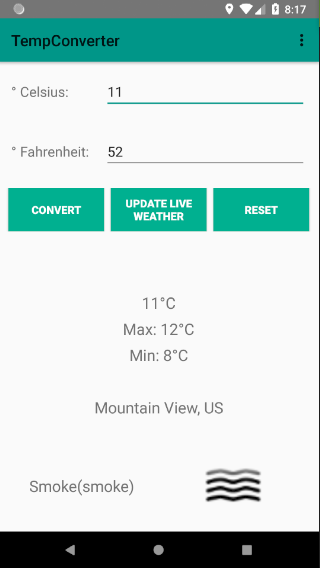 8:17
TempConverter
° Celsius: 11
° Fahrenheit: 52
CONVERT
UPDATE LIVE
WEATHER
RESET
11°C
Max: 12°C
Min: 8°C
Mountain View, US
Smoke(smoke)